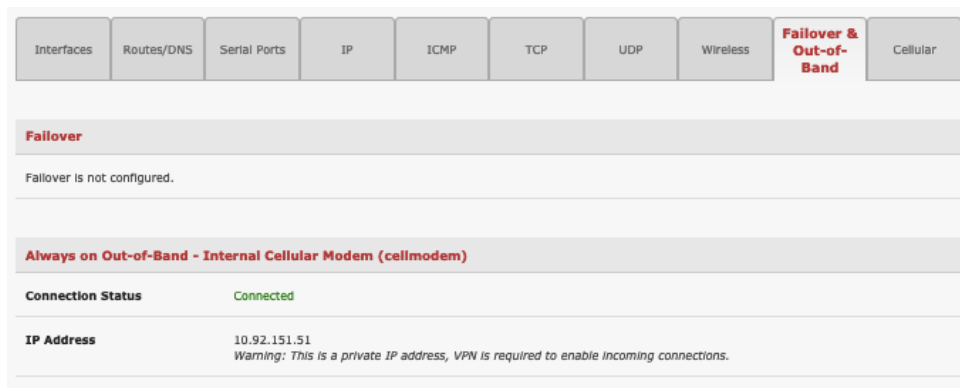 Interfaces
Routes/DNS
Serial Ports
IP
ICMP
TCP
UDP
Wireless
Failover &
Out-of-
Band
Cellular
Failover
Failover is not configured.
Always on Out-of-Band - Internal Cellular Modem (cellmodem)
Connection Status Connected
IP Address 10.92.151.51
Warning: This is a private IP address, VPN is required to enable incoming connections.